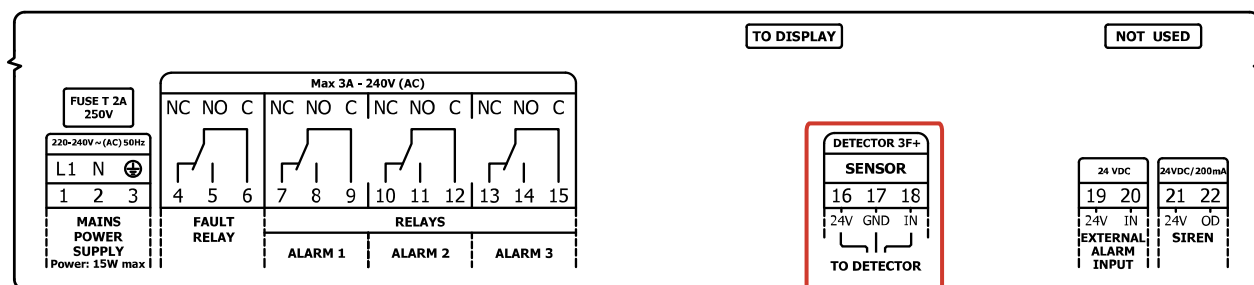 TO DISPLAY
NOT USED
Max 3A - 240V (AC)
FUSE T 2A
250V
NC NO C NC NO C NC NO C NC NO C
220-240V ~ (AC) 50Hz
L1 N
1 2 3
4 5 6 7 8 9 10 11 12 13 14 15
DETECTOR 3F+
SENSOR
16 17 18
24V GND IN
TO DETECTOR
24 VDC
19 20
24V IN
EXTERNAL
ALARM
INPUT
24VDC/200mA
21 22
24V OD
SIREN
MAINS
POWER
SUPPLY
Power: 15W max
FAULT
RELAY
RELAYS
ALARM 1 ALARM 2 ALARM 3